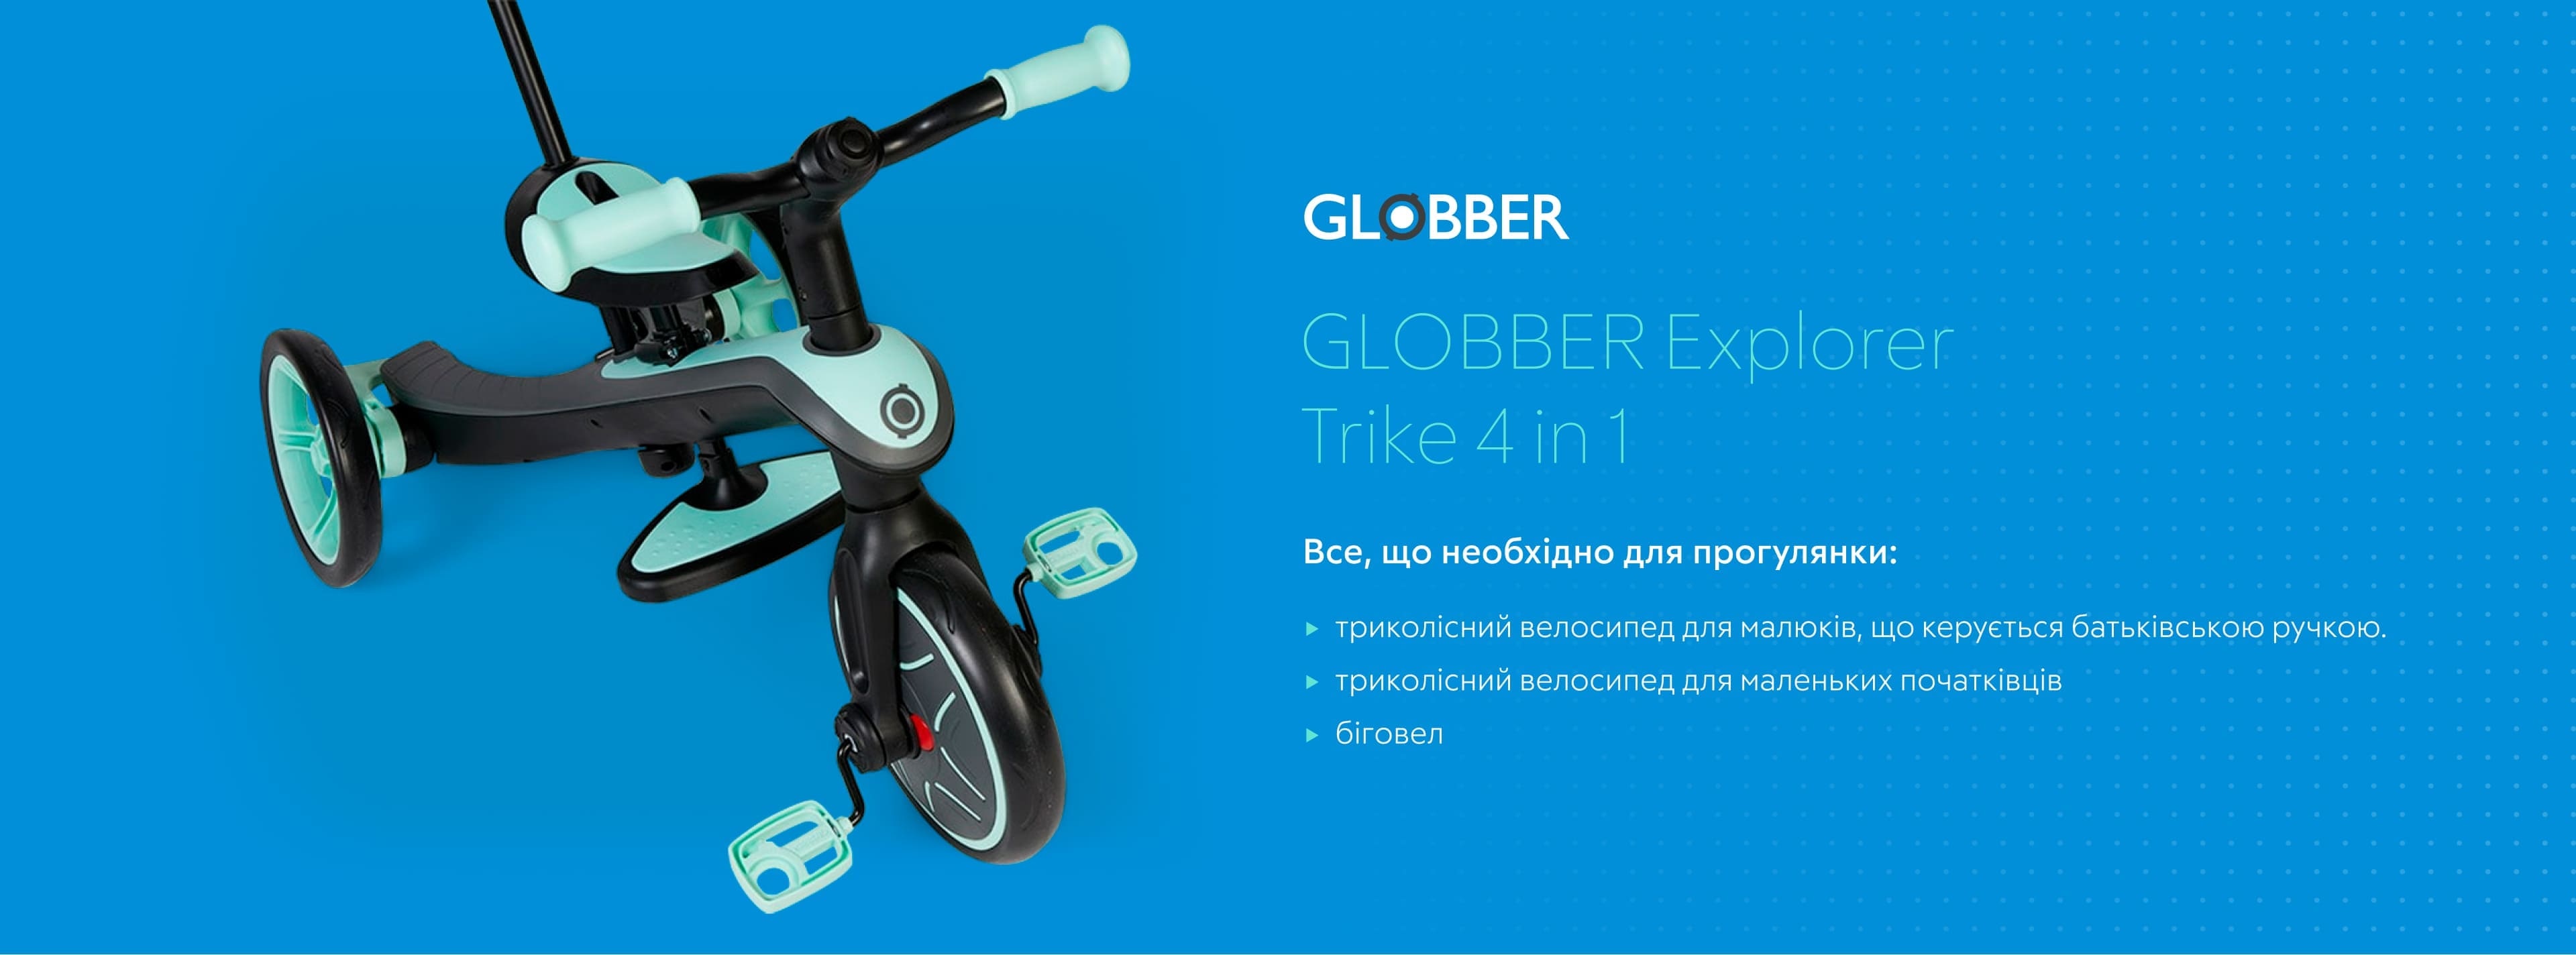 GLOBBER
GLOBBER Explorer
Trike 4 in 1
Все, що необхідно для прогулянки:
триколісний велосипед для малюків, що керується батьківською ручкою.
триколісний велосипед для маленьких початківців
біговел